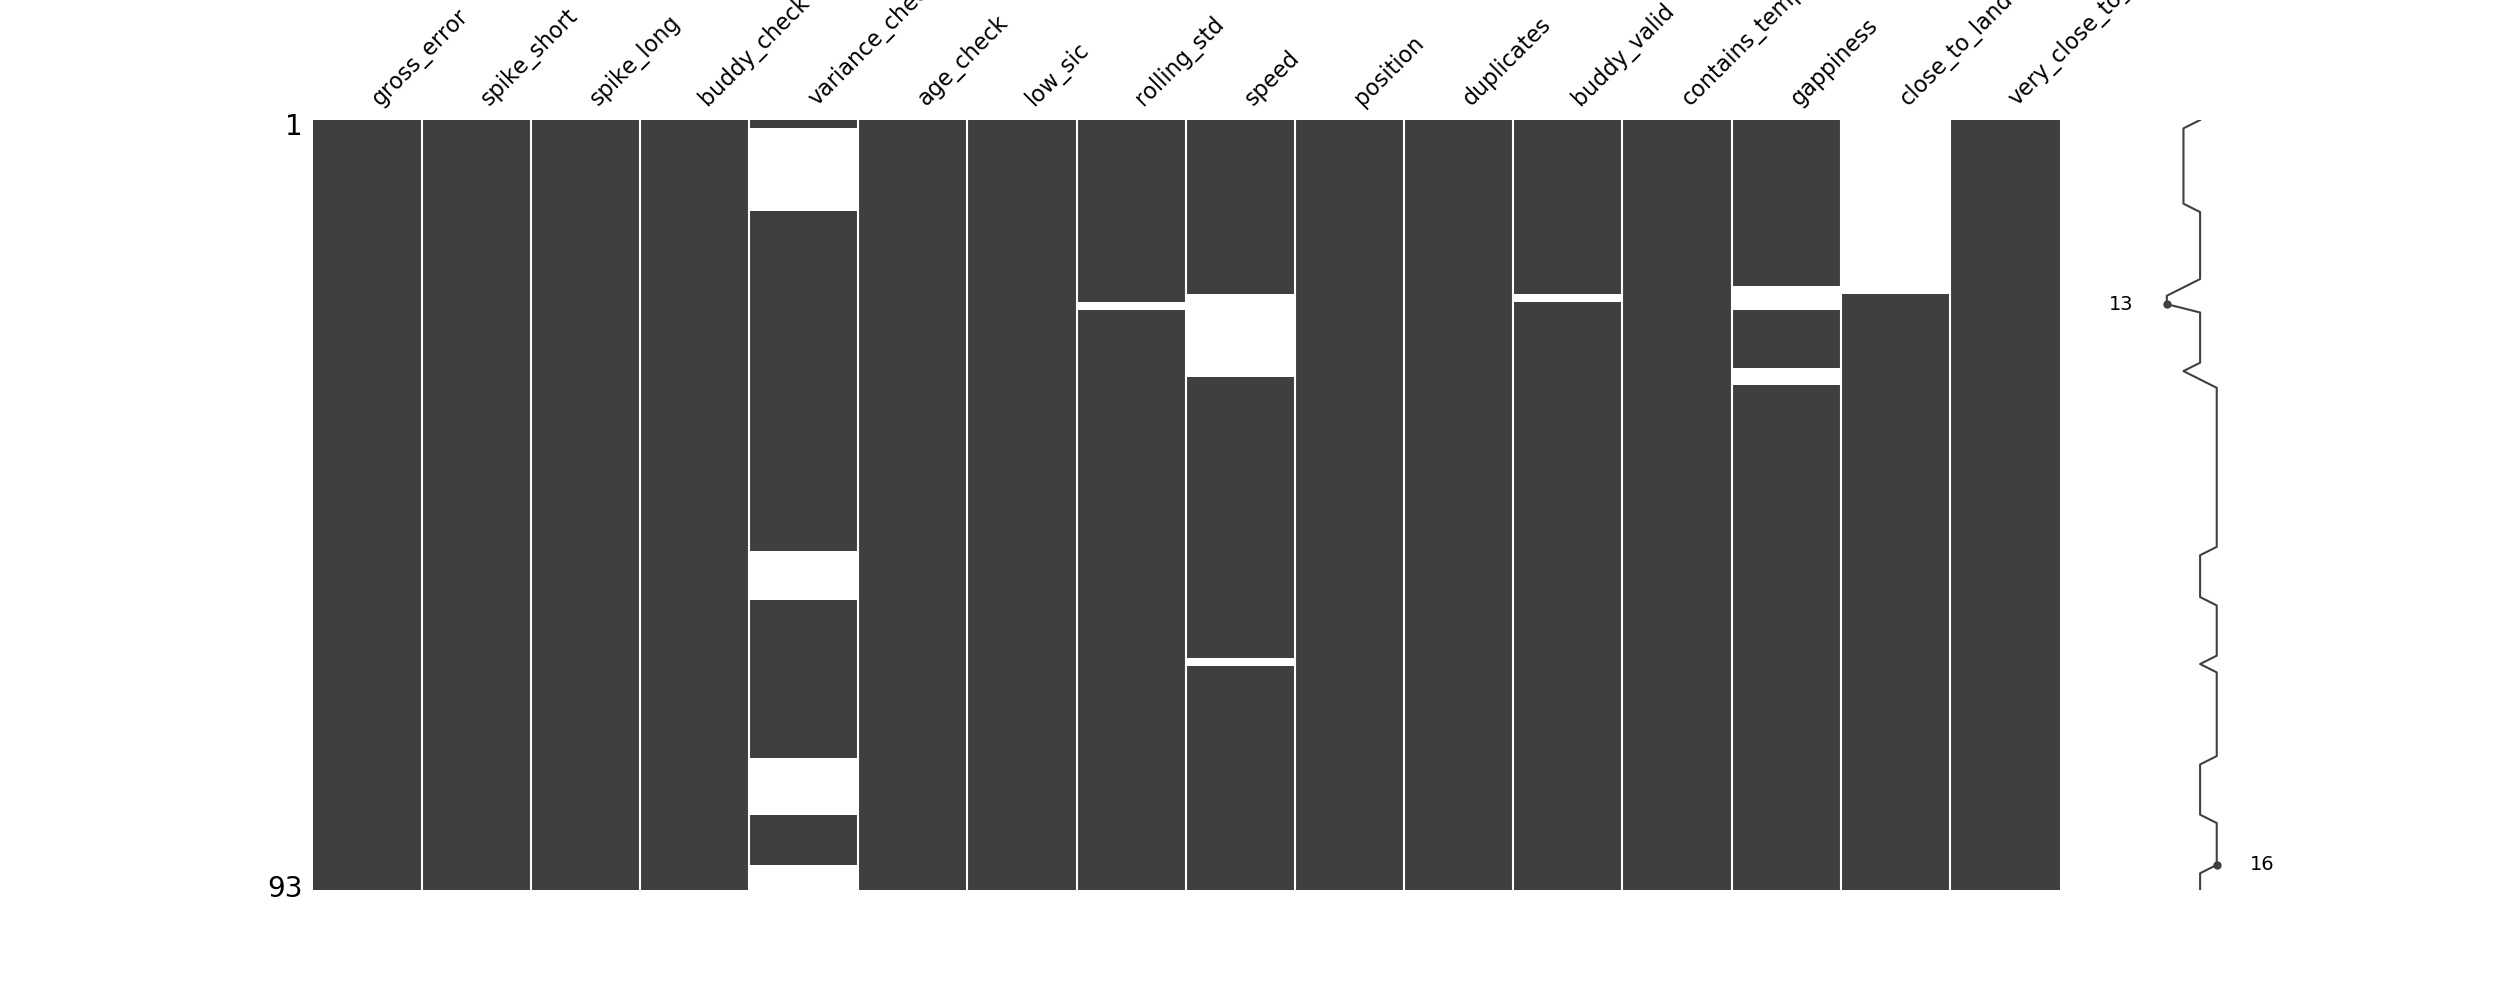 gross_error
spike_short
spike_long
buddy_check
variance_che
age_check
low_sic
rolling_std
speed
position
duplicates
buddy_valid
contains_temp
gappiness
close_to_land
very_close_to_
1
13
16
93